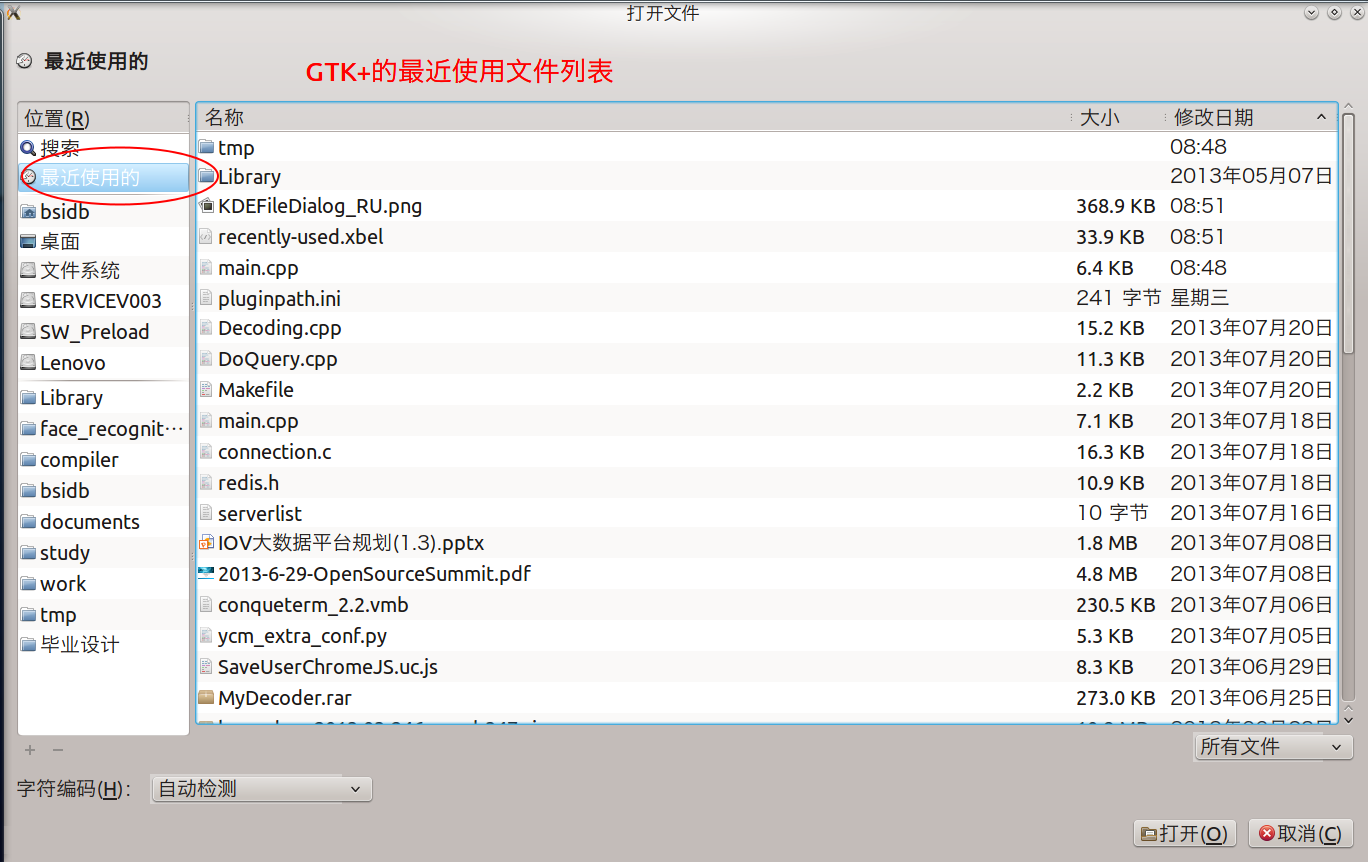 打开文件
最近使用的
GTK+的最近使用文件列表
位置(R)
搜索
最近使用的
bsidb
桌面
文件系统
SERVICEV003
SW_Preload
Lenovo
Library
face_recognit…
compiler
bsidb
documents
study
work
tmp
毕业设计
名称 大小 修改日期
tmp 08:48
Library 2013年05月07日
KDEFileDialog_RU.png 368.9 KB 08:51
recently-used.xbel 33.9 KB 08:51
main.cpp 6.4 KB 08:48
pluginpath.ini 241 字节 星期三
Decoding.cpp 15.2 KB 2013年07月20日
DoQuery.cpp 11.3 KB 2013年07月20日
Makefile 2.2 KB 2013年07月20日
main.cpp 7.1 KB 2013年07月18日
connection.c 16.3 KB 2013年07月18日
redis.h 10.9 KB 2013年07月18日
serverlist 10 字节 2013年07月16日
IOV大数据平台规划(1.3).pptx 1.8 MB 2013年07月08日
2013-6-29-OpenSourceSummit.pdf 4.8 MB 2013年07月08日
conqueterm_2.2.vmb 230.5 KB 2013年07月06日
ycm_extra_conf.py 5.3 KB 2013年07月05日
SaveUserChromeJS.uc.js 8.3 KB 2013年06月29日
MyDecoder.rar 273.0 KB 2013年06月25日
所有文件
字符编码(H)： 自动检测
打开(O) 取消(C)